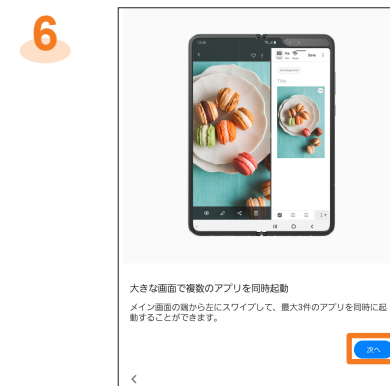 6
Save
Title
大きな画面で複数のアプリを同時起動
メイン画面の端から左にスワイプして、最大3件のアプリを同時に起
動することができます。
次へ